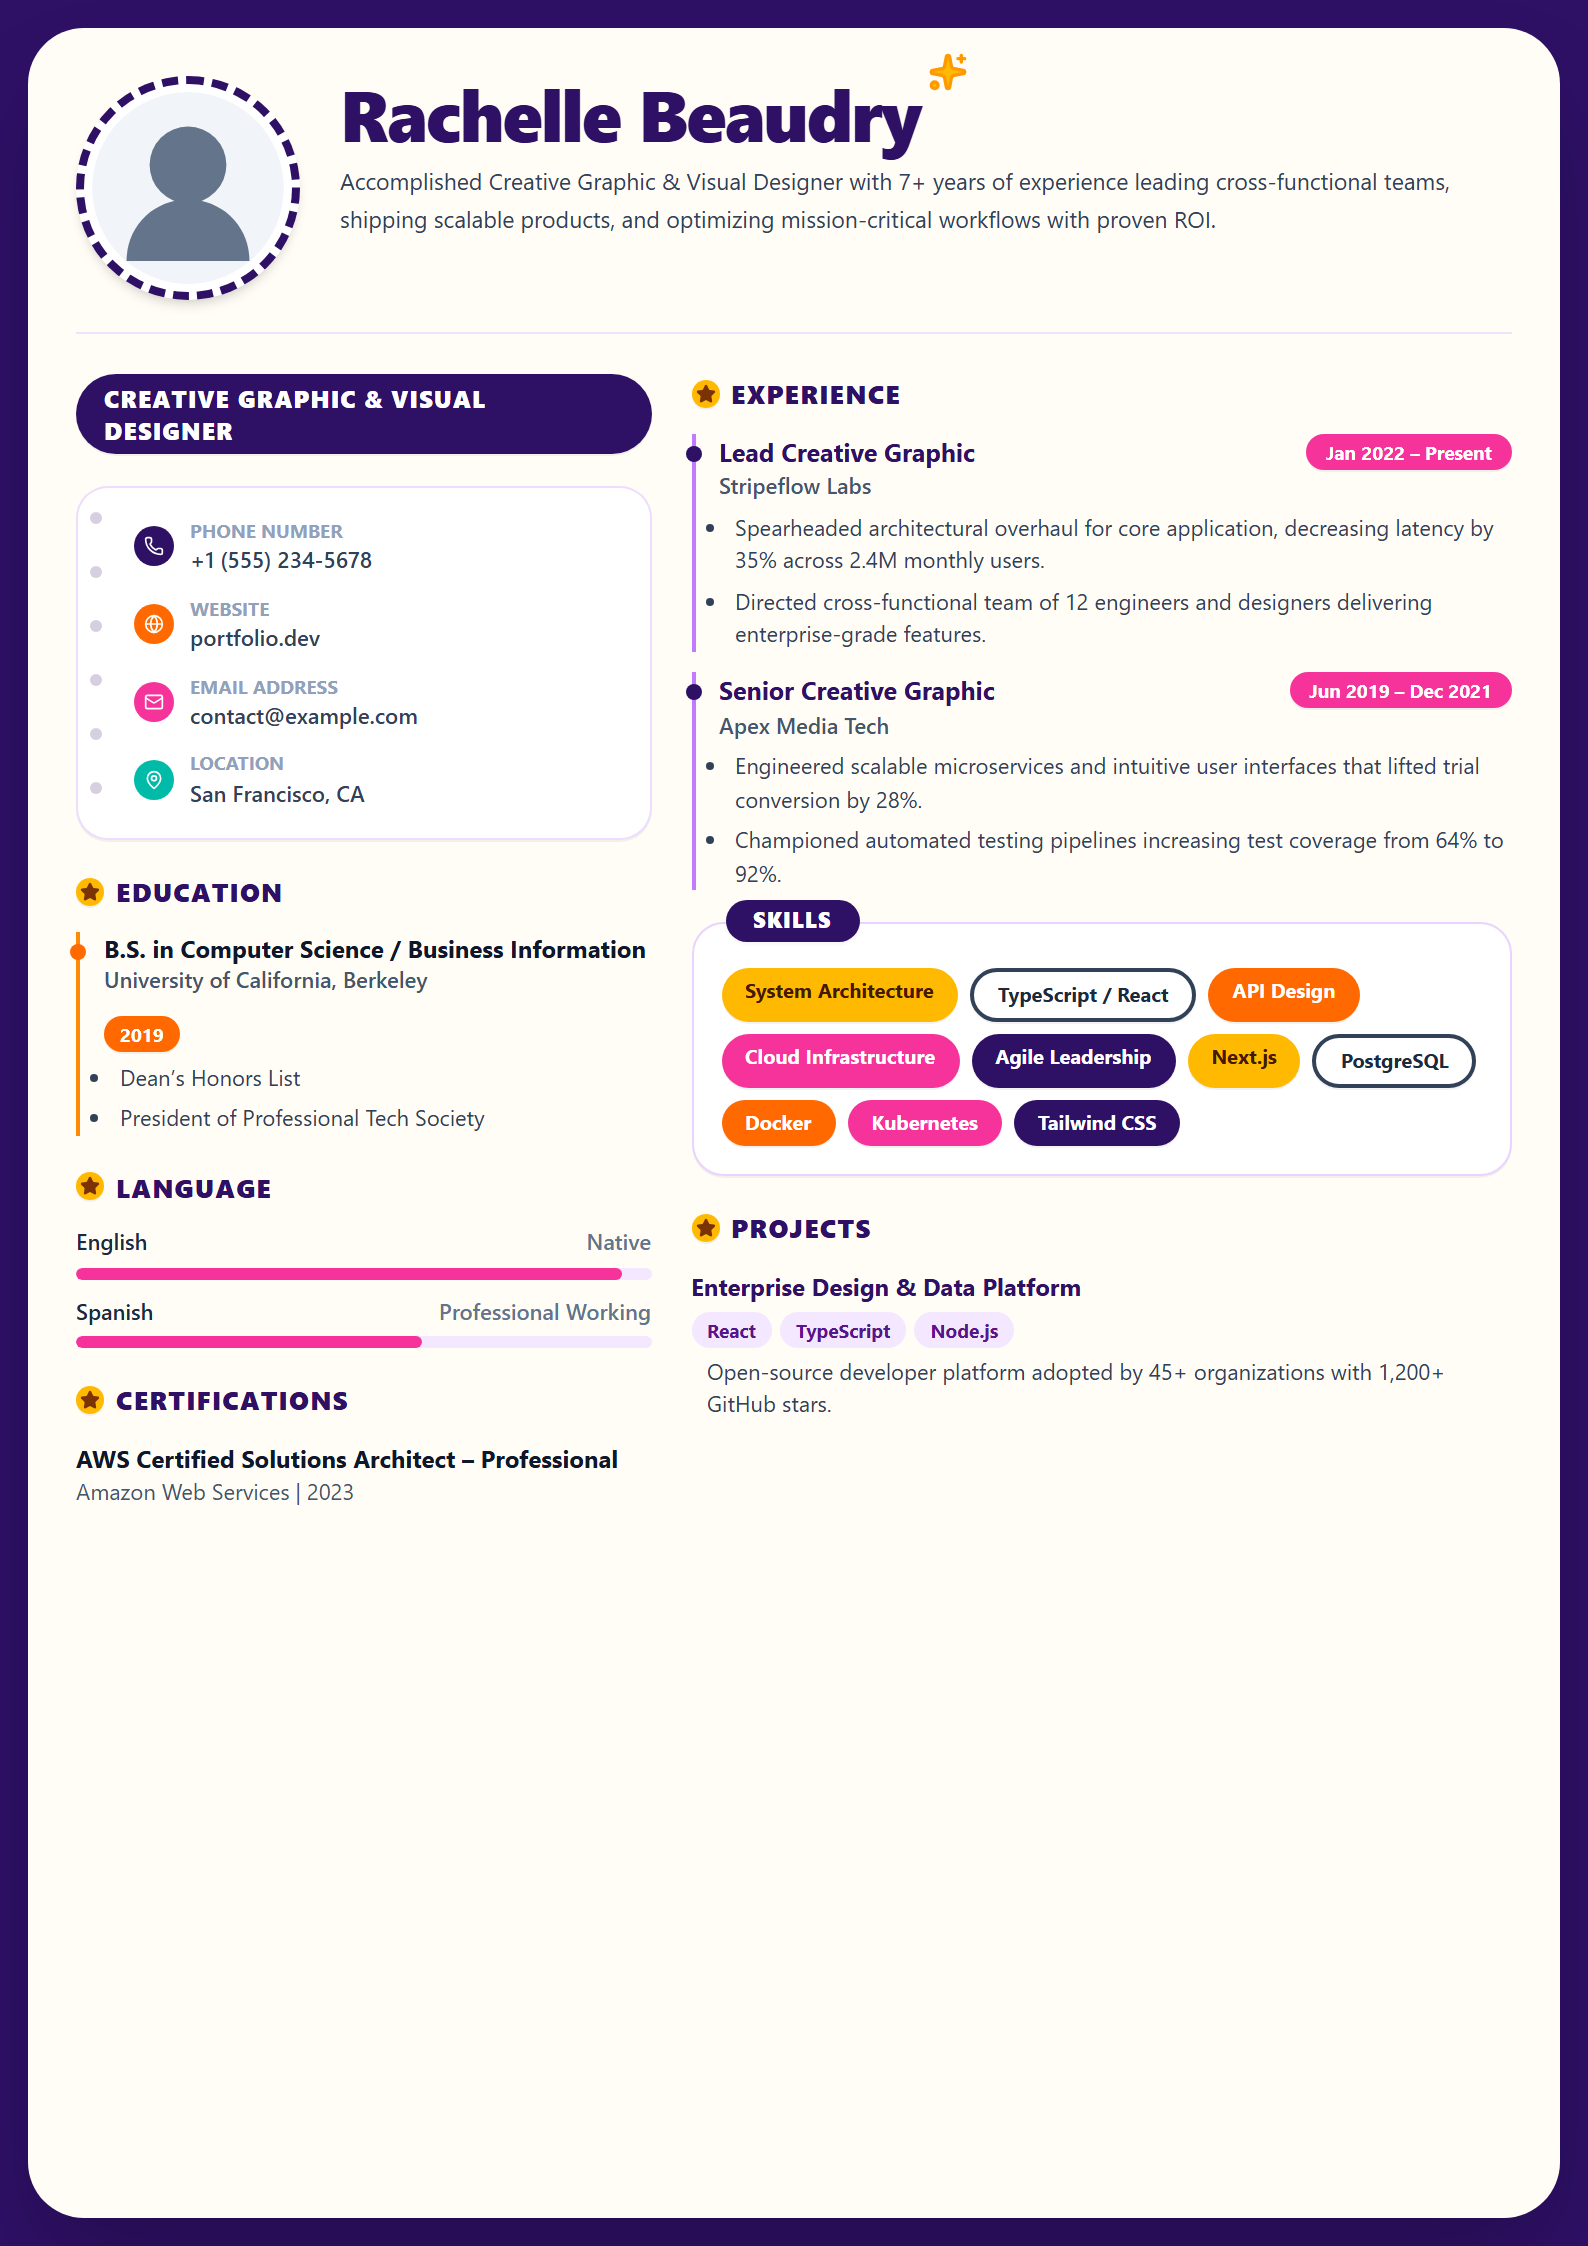 Rachelle Beaudry
Accomplished Creative Graphic & Visual Designer with 7+ years of experience leading cross-functional teams,
shipping scalable products, and optimizing mission-critical workflows with proven ROI.
CREATIVE GRAPHIC & VISUAL
DESIGNER
PHONE NUMBER
+1 (555) 234-5678
WEBSITE
portfolio.dev
EMAIL ADDRESS
contact@example.com
LOCATION
San Francisco, CA
EDUCATION
B.S. in Computer Science / Business Information
University of California, Berkeley
2019
Dean’s Honors List
President of Professional Tech Society
LANGUAGE
English Native
Spanish Professional Working
CERTIFICATIONS
AWS Certified Solutions Architect – Professional
Amazon Web Services | 2023
EXPERIENCE
Lead Creative Graphic Jan 2022 – Present
Stripeflow Labs
Spearheaded architectural overhaul for core application, decreasing latency by
35% across 2.4M monthly users.
Directed cross-functional team of 12 engineers and designers delivering
enterprise-grade features.
Senior Creative Graphic Jun 2019 – Dec 2021
Apex Media Tech
Engineered scalable microservices and intuitive user interfaces that lifted trial
conversion by 28%.
Championed automated testing pipelines increasing test coverage from 64% to
92%.
SKILLS
System Architecture TypeScript / React API Design
Cloud Infrastructure Agile Leadership Next.js PostgreSQL
Docker Kubernetes Tailwind CSS
PROJECTS
Enterprise Design & Data Platform
React TypeScript Node.js
Open-source developer platform adopted by 45+ organizations with 1,200+
GitHub stars.